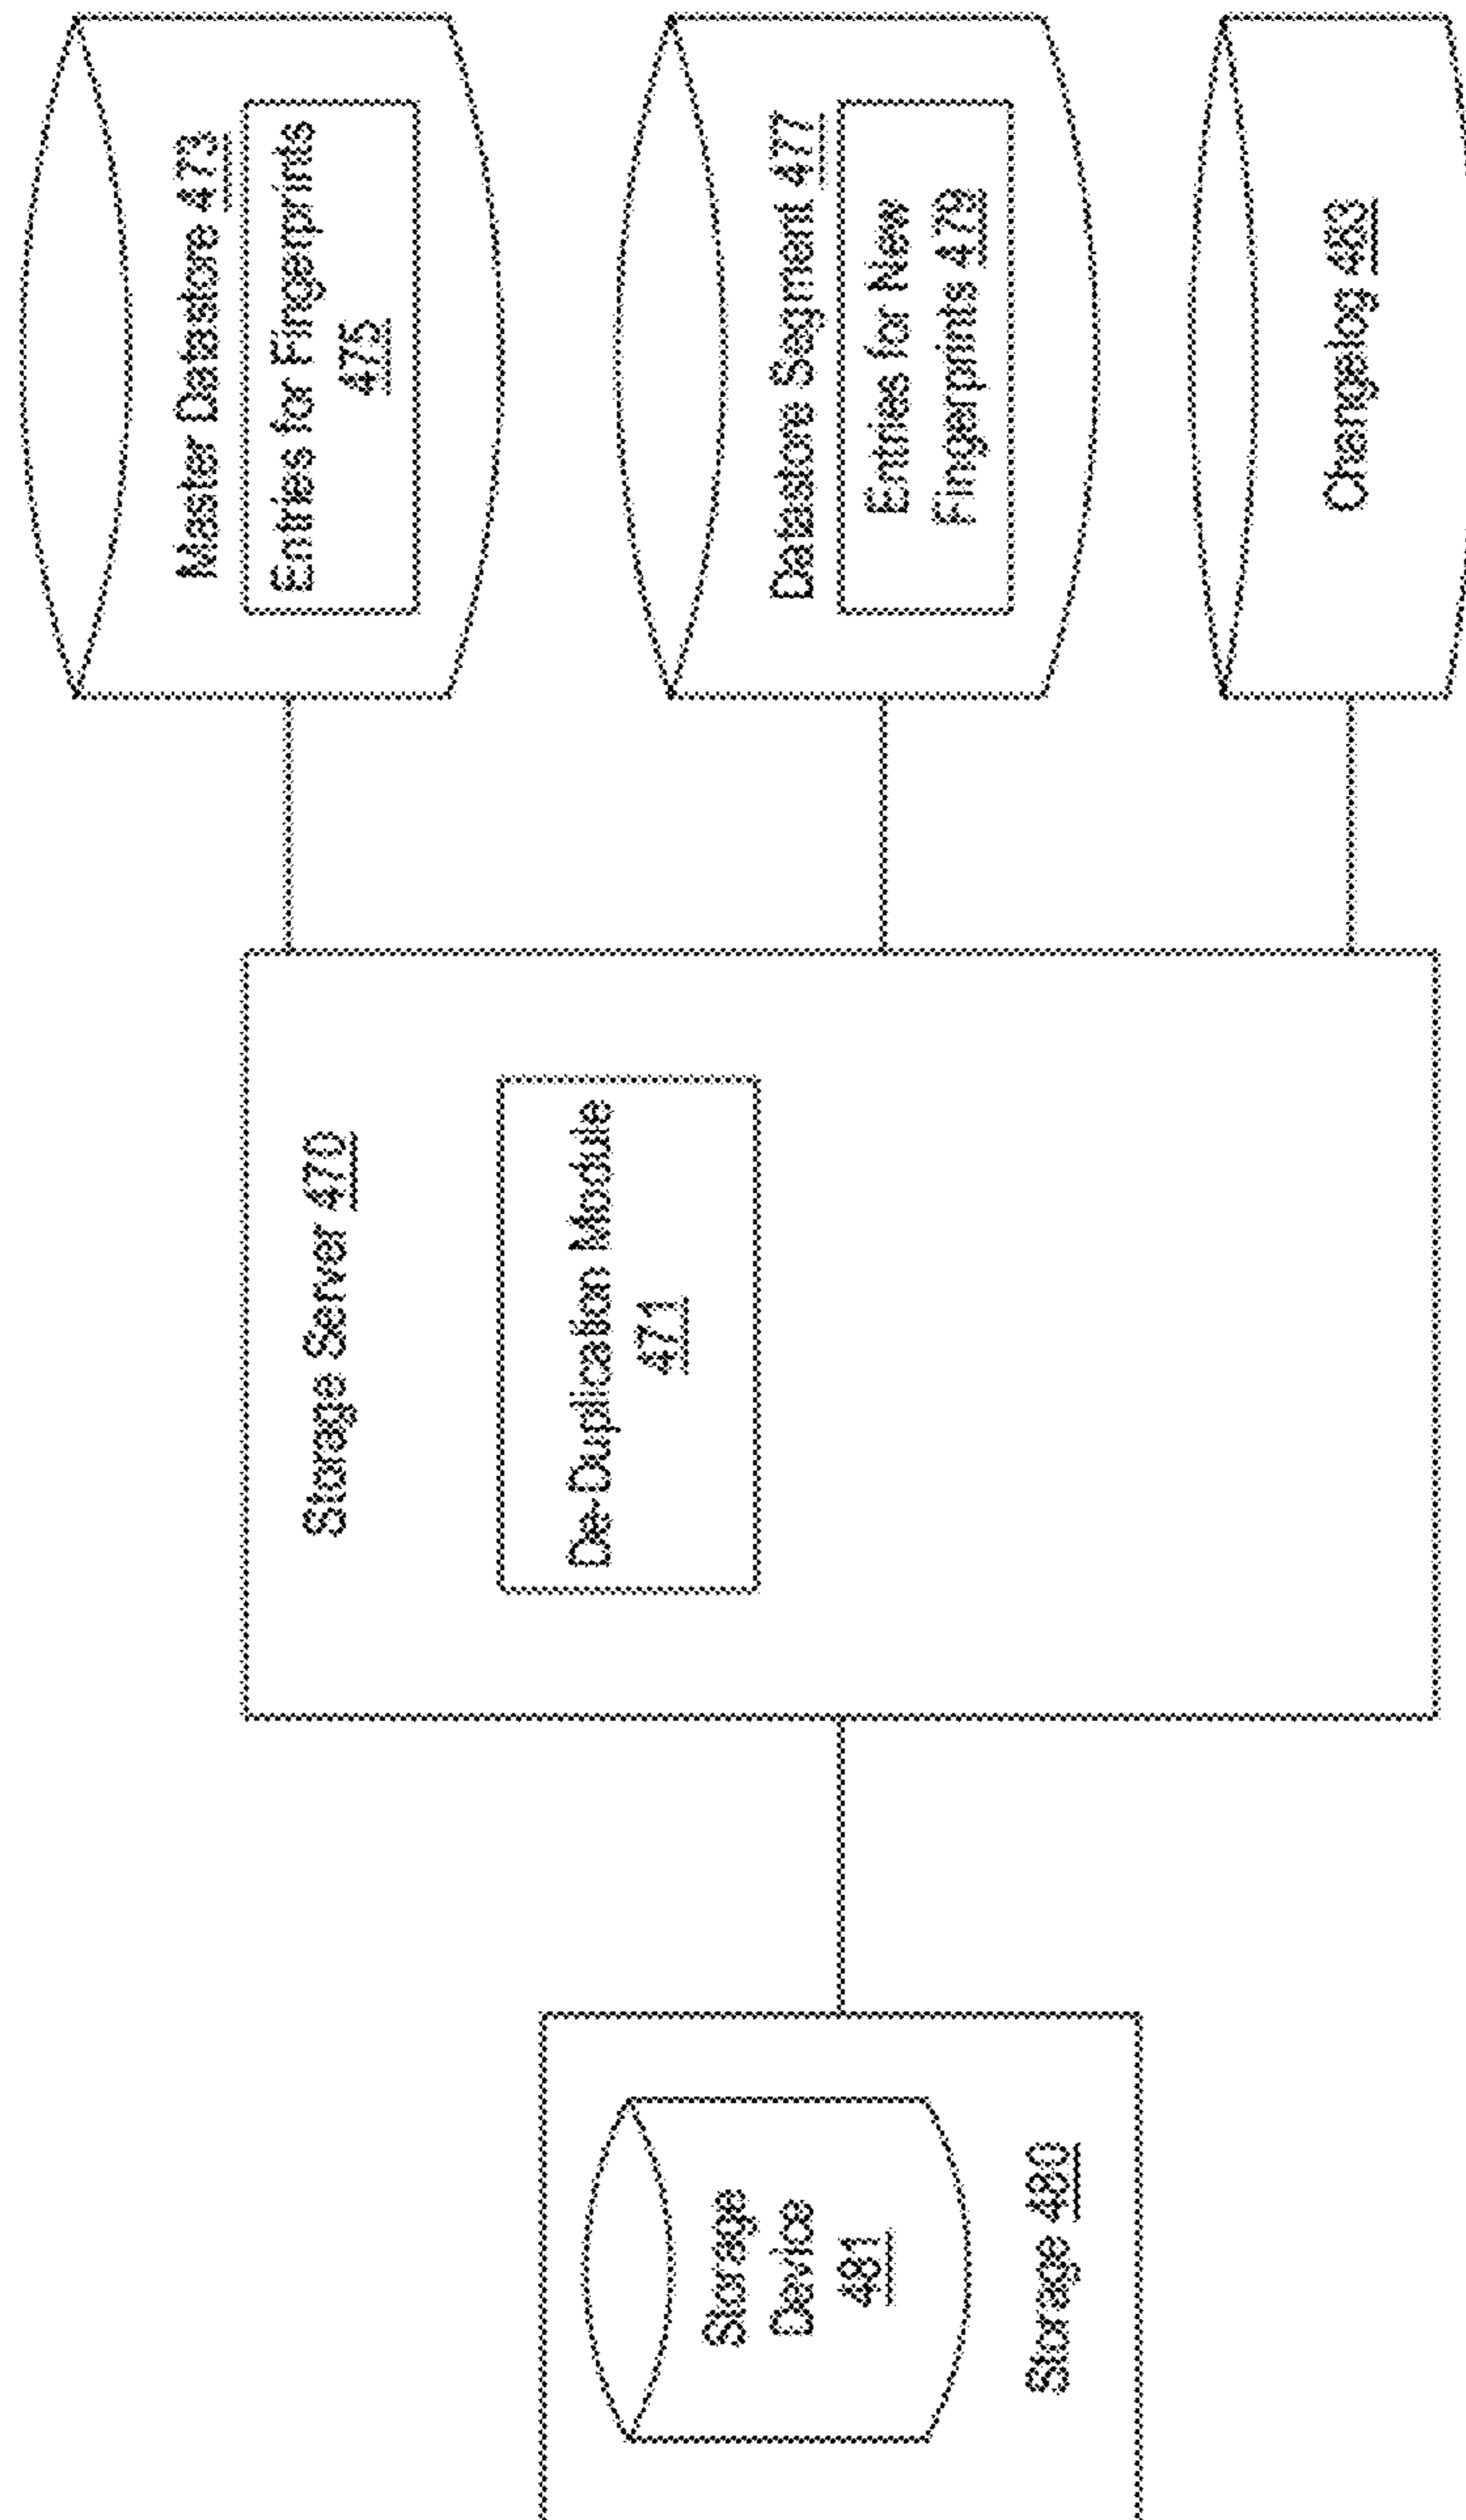 Storage
Device
481
Storage 480
Storage Server 470
De-Duplication Module
471
Master Datastore 473
Entries for Fingerprints
475
Datastore Segment 477
Entries for New
Fingerprints 479
Changelog 483